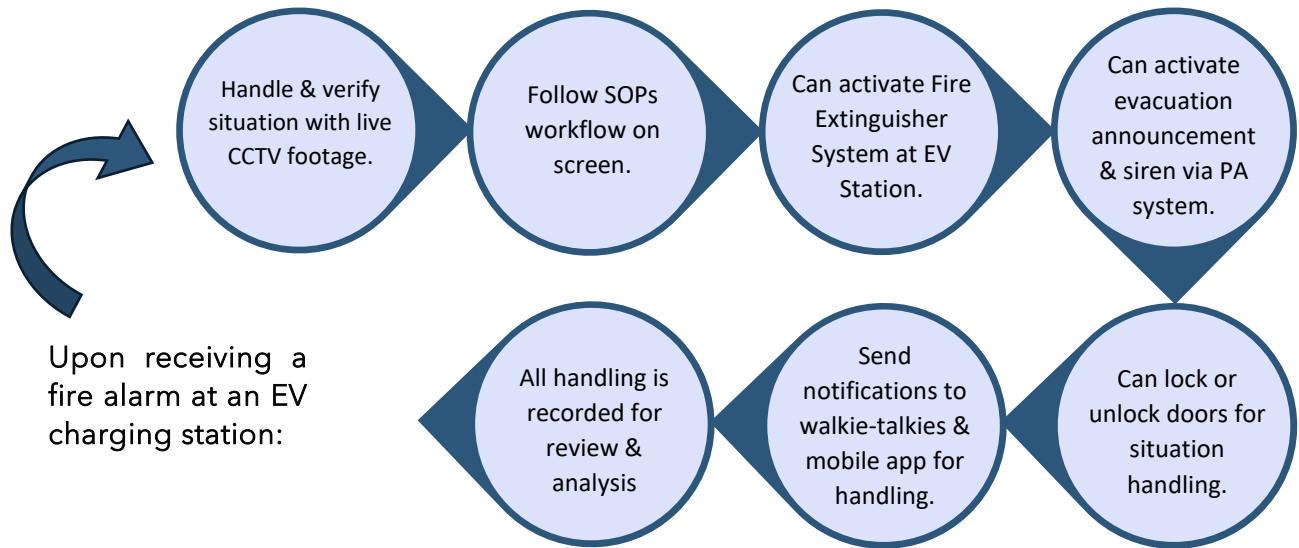 Upon receiving a
fire alarm at an EV
charging station:
Handle & verify
situation with live
CCTV footage.
Follow SOPs
workflow on
screen.
Can activate Fire
Extinguisher
System at EV
Station.
Can activate
evacuation
announcement
& siren via PA
system.
Can lock or
unlock doors for
situation
handling.
Send
notifications to
walkie-talkies &
mobile app for
handling.
All handling is
recorded for
review &
analysis